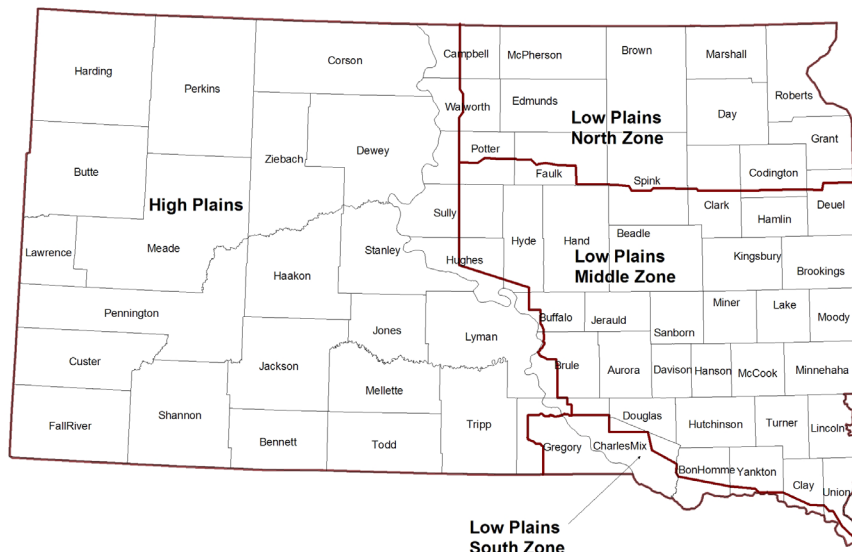 Harding
Perkins
Corson
Campbell
McPherson
Brown
Marshall
Roberts
Walworth
Edmunds
Day
Grant
Butte
Ziebach
Dewey
Potter
Faulk
Low Plains
North Zone
Spink
Codington
High Plains
Meade
Lawrence
Sully
Stanley
Hughes
Hyde
Hand
Beadle
Clark
Hamlin
Deuel
Low Plains
Middle Zone
Kingsbury
Brookings
Haakon
Pennington
Jones
Lyman
Buffalo
Jerauld
Sanborn
Miner
Lake
Moody
Custer
Jackson
Mellette
Brule
Aurora
Davison
Hanson
McCook
Minnehaha
FallRiver
Shannon
Bennett
Todd
Tripp
Gregory
CharlesMix
Douglas
Hutchinson
Turner
Lincoln
BonHomme
Yankton
Clay
Union
Low Plains
South Zone